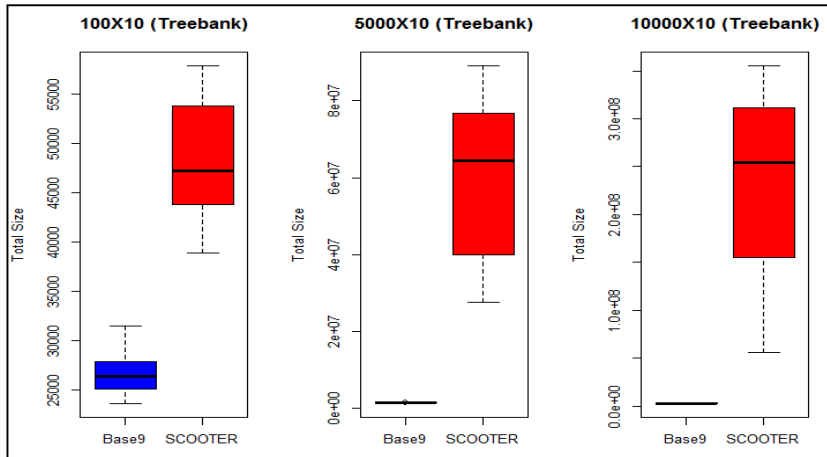 100X10 (Treebank)
Total Size
55000
50000
45000
40000
35000
30000
25000
Base9 SCOOTER
5000X10 (Treebank)
Total Size
8e+07
6e+07
4e+07
2e+07
0e+00
Base9 SCOOTER
10000X10 (Treebank)
Total Size
3.0e+08
2.0e+08
1.0e+08
0.0e+00
Base9 SCOOTER